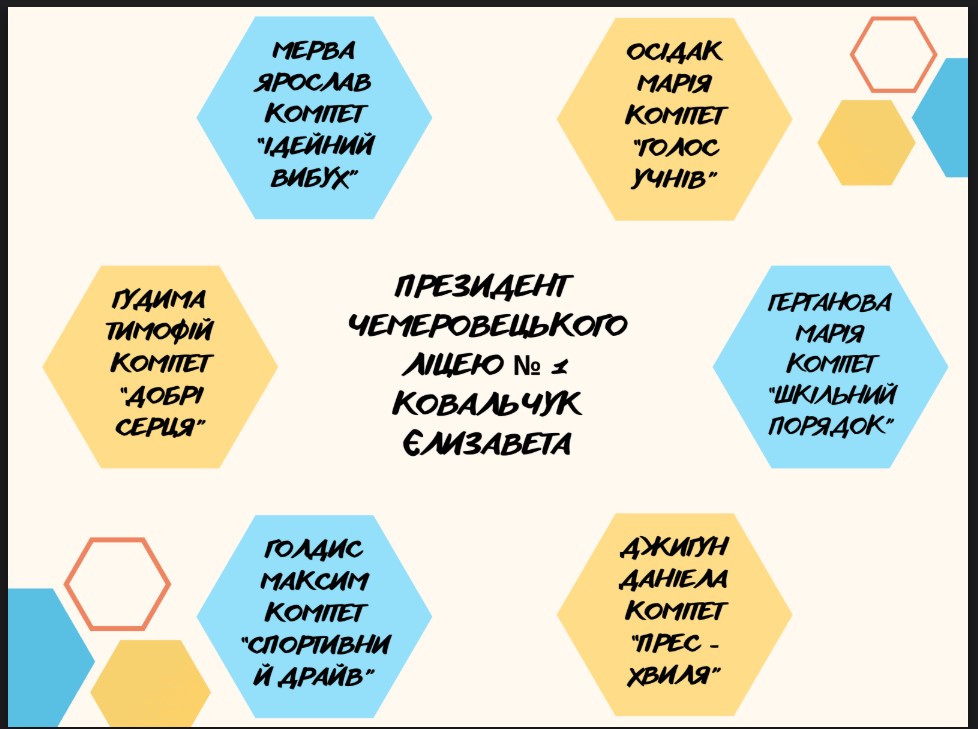 МЕРВА
ЯРОСЛАВ
КОМІТЕТ
"ІДЕЙНИЙ
ВИБУХ"
ОСІДАК
МАРІЯ
КОМІТЕТ
"ГОЛОС
УЧНІВ"
ГУДИМА
ТИМОФІЙ
КОМІТЕТ
"ДОБРІ
СЕРЦЯ"
ПРЕЗИДЕНТ
ЧЕМЕРОВЕЦЬКОГО
ЛІЦЕЮ № 1
КОВАЛЬЧУК
ЄЛИЗАВЕТА
ГЕРГАНОВА
МАРІЯ
КОМІТЕТ
"ШКІЛЬНИЙ
ПОРЯДОК"
ГОЛДИС
МАКСИМ
КОМІТЕТ
"СПОРТИВНИ
Й ДРАЙВ"
ДЖИГУН
ДАНІЕЛА
КОМІТЕТ
"ПРЕС -
ХВИЛЯ"